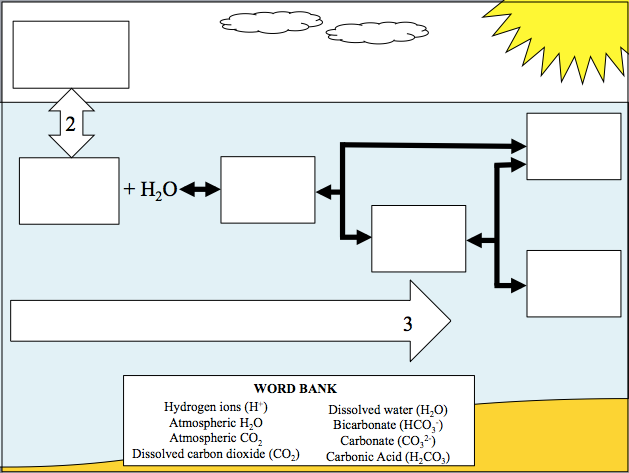 2
+ H₂O
3
WORD BANK
Hydrogen ions (H⁺)
Atmospheric H₂O
Atmospheric CO₂
Dissolved carbon dioxide (CO₂)
Dissolved water (H₂O)
Bicarbonate (HCO₃⁻)
Carbonate (CO₃²⁻)
Carbonic Acid (H₂CO₃)